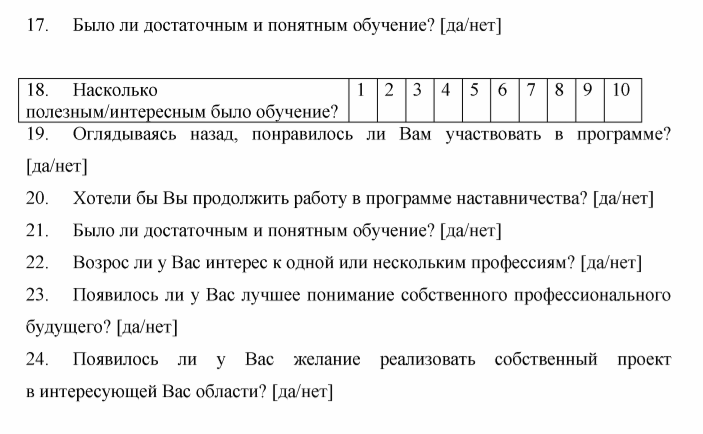 17. Было ли достаточным и понятным обучение? [да/нет]
18. Насколько
полезным/интересным было обучение? 1 2 3 4 5 6 7 8 9 10
19. Оглядываясь назад, понравилось ли Вам участвовать в программе?
[да/нет]
20. Хотели бы Вы продолжить работу в программе наставничества? [да/нет]
21. Было ли достаточным и понятным обучение? [да/нет]
22. Возрос ли у Вас интерес к одной или нескольким профессиям? [да/нет]
23. Появилось ли у Вас лучшее понимание собственного профессионального
будущего? [да/нет]
24. Появилось ли у Вас желание реализовать собственный проект
в интересующей Вас области? [да/нет]